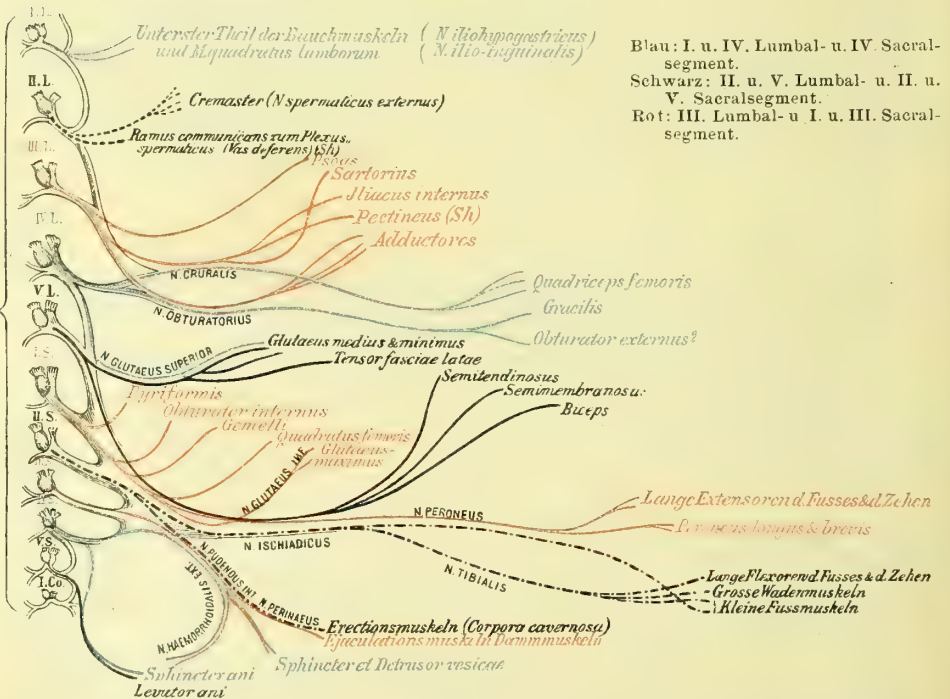 I.L.
Unterster Theil der Bauchmuskeln (N iliohypogastricus)
und M.quadratus lumborum (N. ilio-inguinalis)
Blau: I. u. IV. Lumbal- u. IV. Sacral-
segment.
Schwarz: II. u. V. Lumbal- u. II. u.
V. Sacralsegment.
Rot: III. Lumbal- u. I. u. III. Sacral-
segment.
II.L.
Cremaster (N spermaticus externus)
Ramus communicans zum Plexus
spermaticus (Vas deferens) (Sh)
III.L.
Psoas
Sartorius
Jliacus internus
Pectineus (Sh)
IV.L.
Adductores
N. CRURALIS
Quadriceps femoris
V.L.
N. OBTURATORIUS
Gracilis
Obturator externus?
N GLUTAEUS SUPERIOR
Glutaeus medius & minimus
Tensor fasciae latae
I.S.
Semitendinosus
Semimembranosus
Biceps
Pyriformis
Obturator internus
II.S.
Gemelli
Quadratus femoris
Glutaeus-
maximus
N. GLUTAEUS INF.
N. PERONEUS
Lange Extensoren d. Fusses & d. Zehen
Peroneus longus & brevis
N. ISCHIADICUS
V.S.
N. TIBIALIS
N. PUDENDUS INT.
N. PERINAEUS
I.Co.
Lange Flexoren d. Fusses & d. Zehen
Grosse Wadenmuskeln
Kleine Fussmuskeln
N. HAEMORRHOIDALIS EXT.
Erectionsmuskeln (Corpora cavernosa)
Ejaculationsmuskeln Dammmuskeln
Sphincter et Detrusor vesicae
Sphincter ani
Levator ani